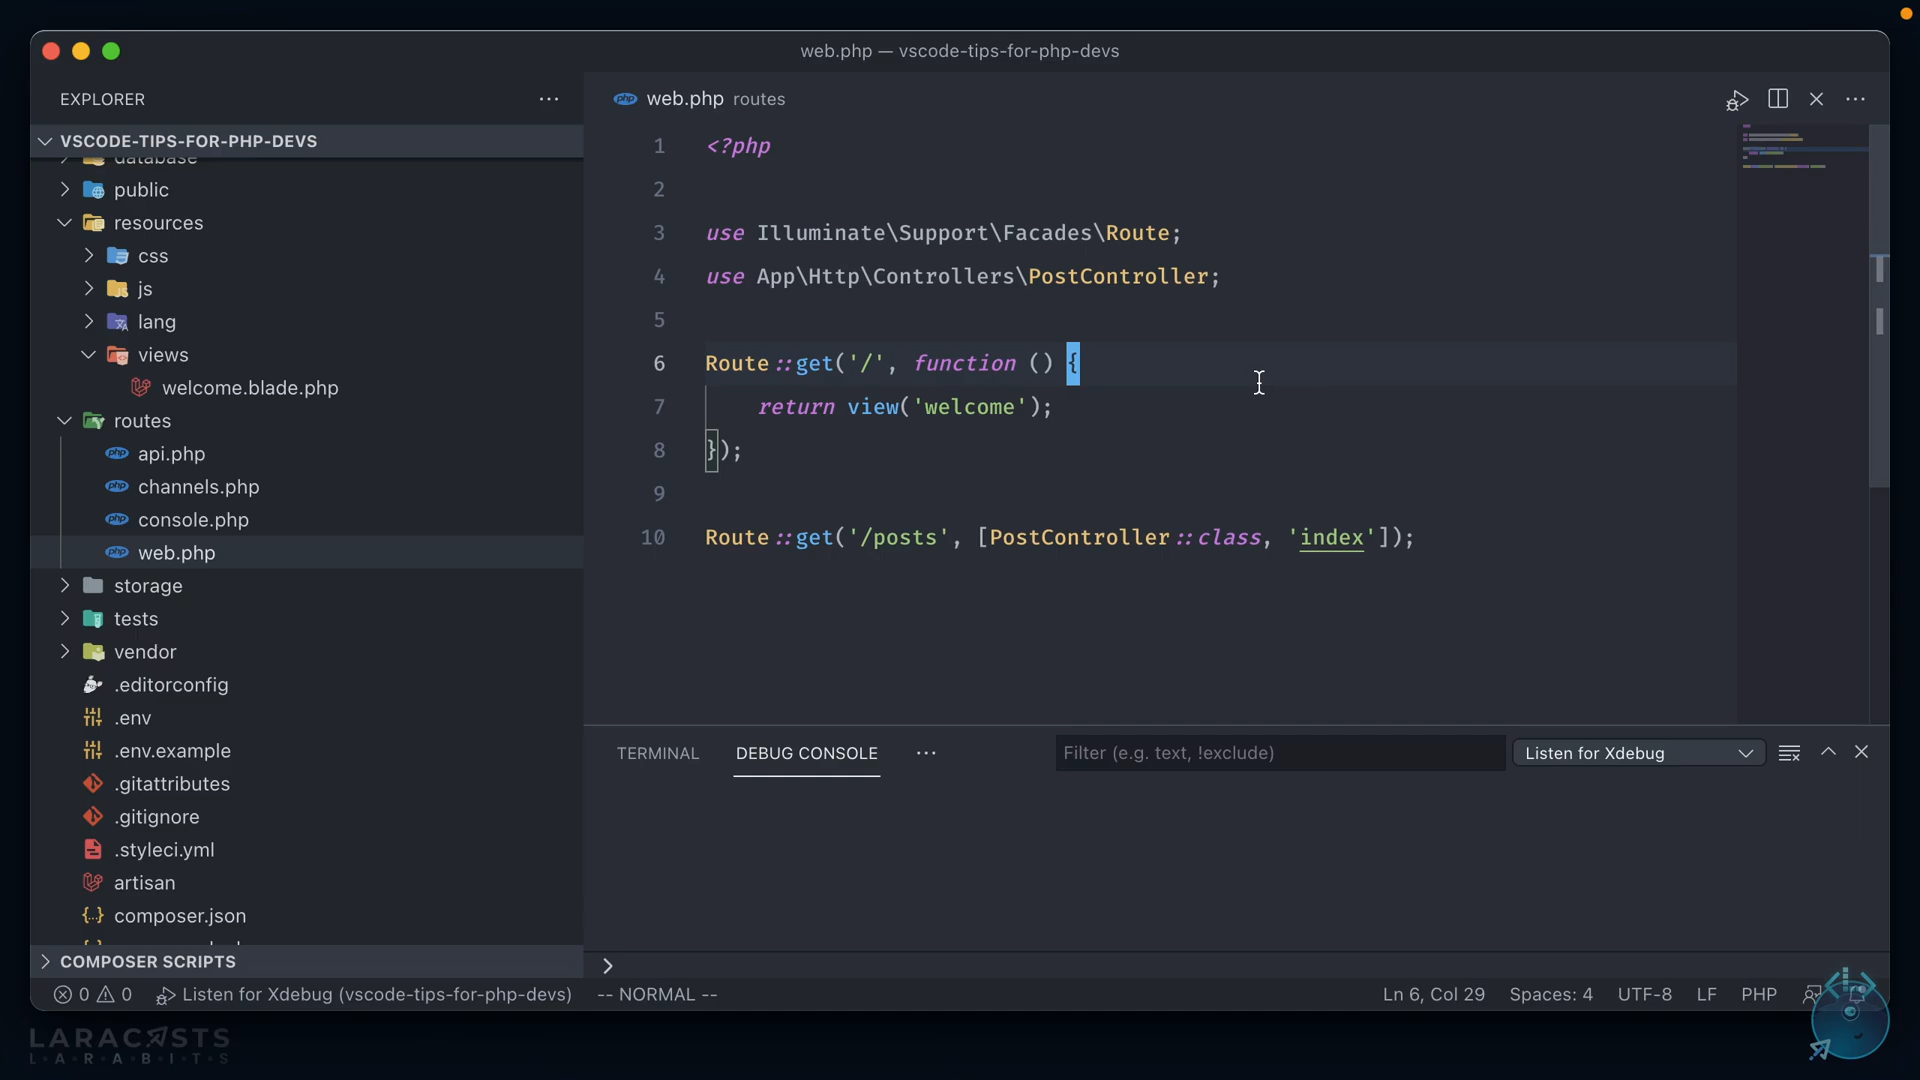 web.php — vscode-tips-for-php-devs
EXPLORER
VSCODE-TIPS-FOR-PHP-DEVS
database
public
resources
css
js
lang
views
welcome.blade.php
routes
api.php
channels.php
console.php
web.php
storage
tests
vendor
.editorconfig
.env
.env.example
.gitattributes
.gitignore
.styleci.yml
artisan
composer.json
COMPOSER SCRIPTS
web.php routes
1 <?php
2
3 use Illuminate\Support\Facades\Route;
4 use App\Http\Controllers\PostController;
5
6 Route::get('/', function () {
7 return view('welcome');
8 });
9
10 Route::get('/posts', [PostController::class, 'index']);
TERMINAL DEBUG CONSOLE Filter (e.g. text, !exclude) Listen for Xdebug
0 0 Listen for Xdebug (vscode-tips-for-php-devs) -- NORMAL -- Ln 6, Col 29 Spaces: 4 UTF-8 LF PHP
LARACASTS
LARABITS